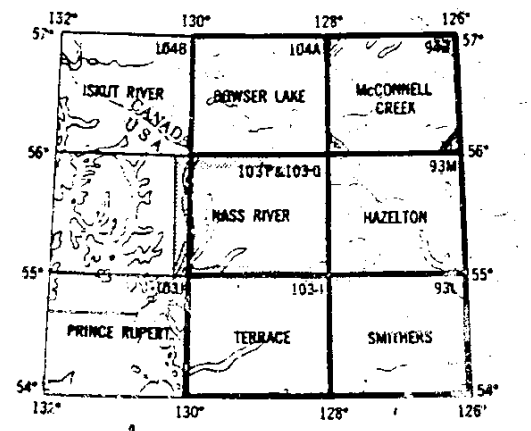 132° 130° 128° 126°
57° 57°
104B 104A
ISKUT RIVER BOWSER LAKE McCONNELL
CREEK
CANADA
USA
56° 56°
103P & 103-O 93M
NASS RIVER HAZELTON
55° 55°
103J 103-I 93L
PRINCE RUPERT TERRACE SMITHERS
54° 54°
132° 130° 128° 126°